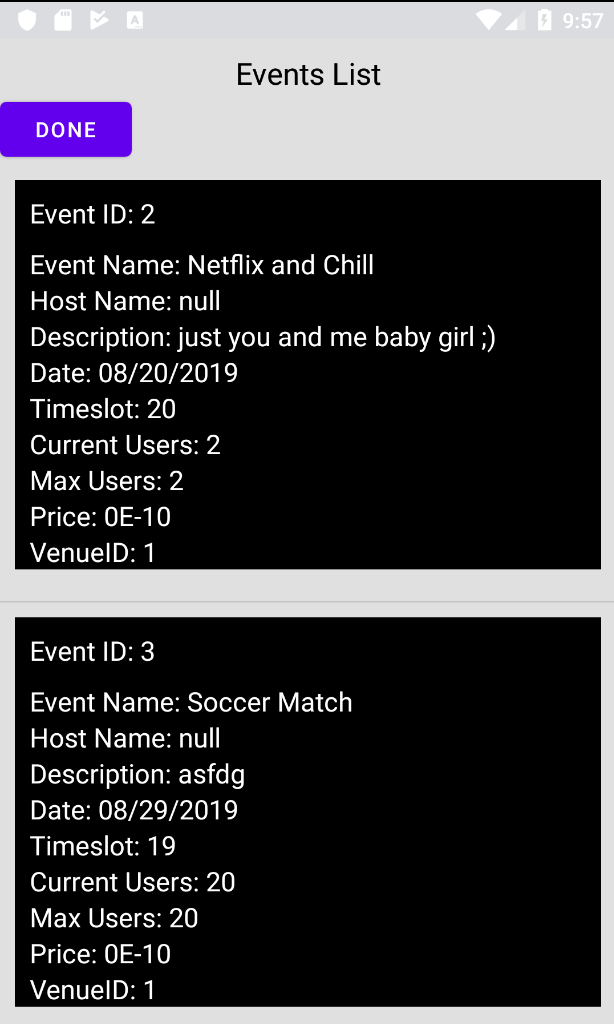 9:57
Events List
DONE
Event ID: 2
Event Name: Netflix and Chill
Host Name: null
Description: just you and me baby girl ;)
Date: 08/20/2019
Timeslot: 20
Current Users: 2
Max Users: 2
Price: 0E-10
VenueID: 1
Event ID: 3
Event Name: Soccer Match
Host Name: null
Description: asfdg
Date: 08/29/2019
Timeslot: 19
Current Users: 20
Max Users: 20
Price: 0E-10
VenueID: 1